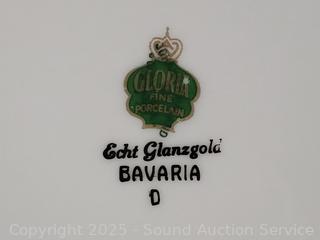 GLORIA
FINE
PORCELAIN
Echt Glanzgold
BAVARIA
D
Copyright 2025 - Sound Auction Service